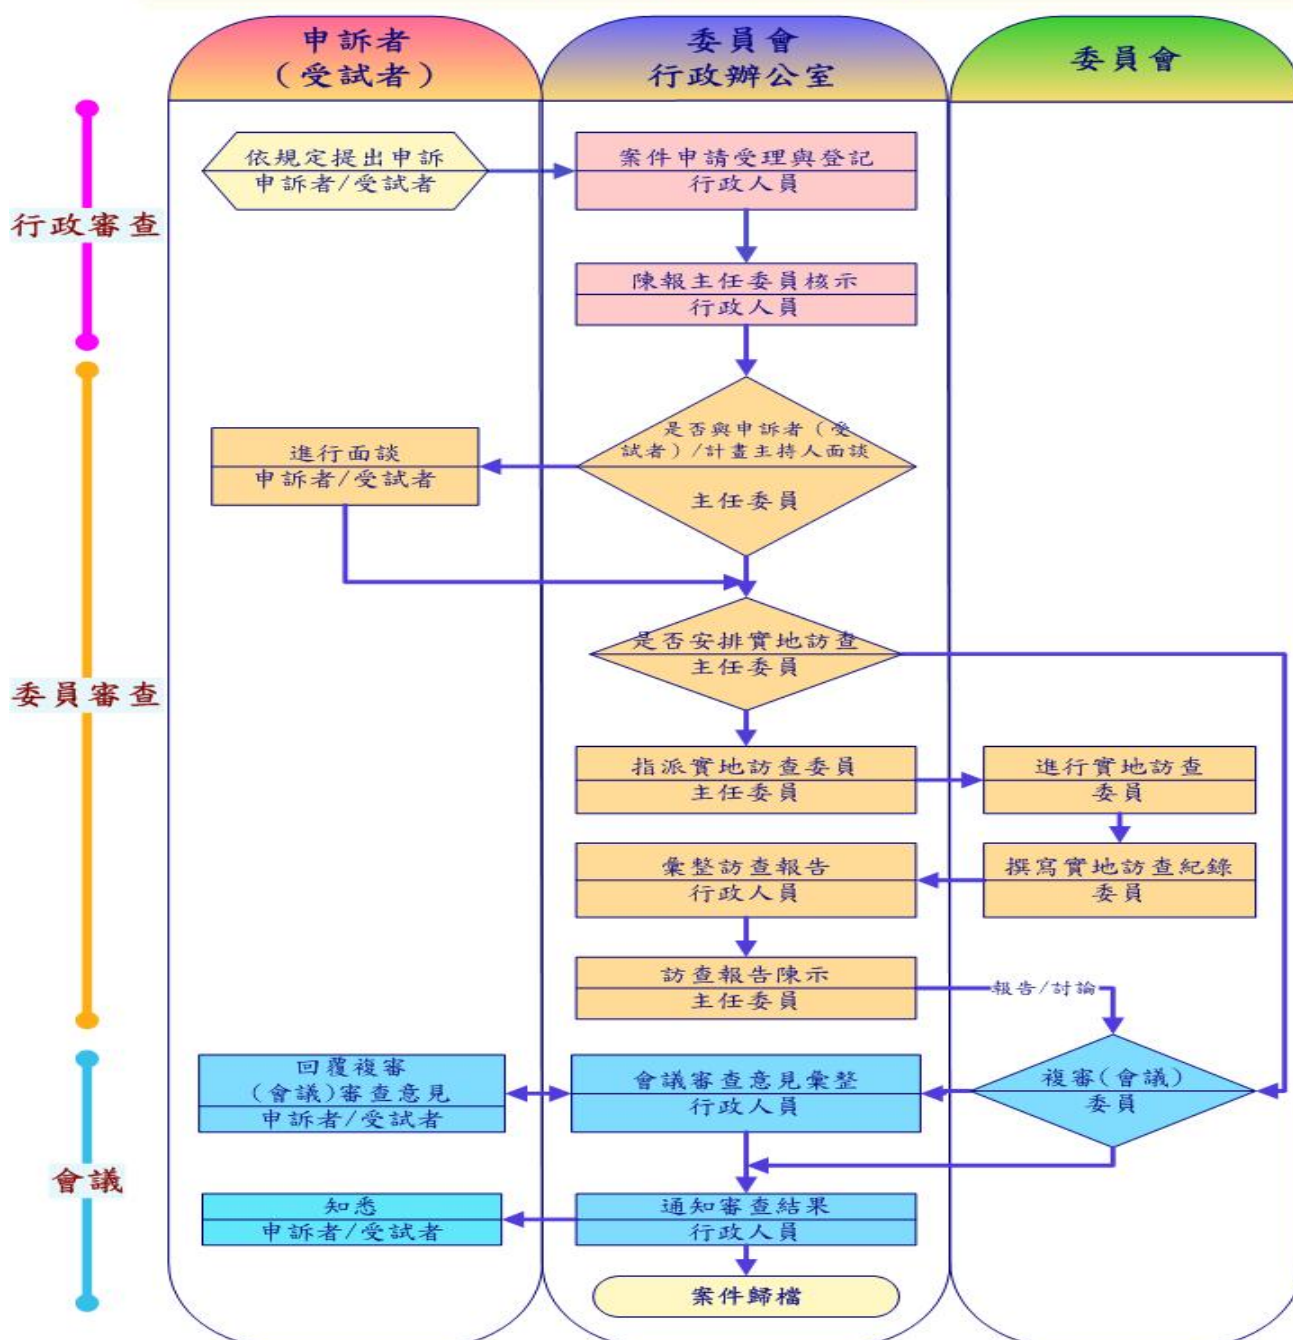 申訴者
（受試者）
委員會
行政辦公室
委員會
行政審查
依規定提出申訴
申訴者/受試者
案件申請受理與登記
行政人員
陳報主任委員核示
行政人員
委員審查
是否與申訴者（受
試者）/計畫主持人面談
主任委員
進行面談
申訴者/受試者
是否安排實地訪查
主任委員
指派實地訪查委員
主任委員
進行實地訪查
委員
撰寫實地訪查紀錄
委員
彙整訪查報告
行政人員
訪查報告陳示
主任委員
報告/討論
會議
複審(會議)
委員
會議審查意見彙整
行政人員
回覆複審
(會議)審查意見
申訴者/受試者
通知審查結果
行政人員
知悉
申訴者/受試者
案件歸檔